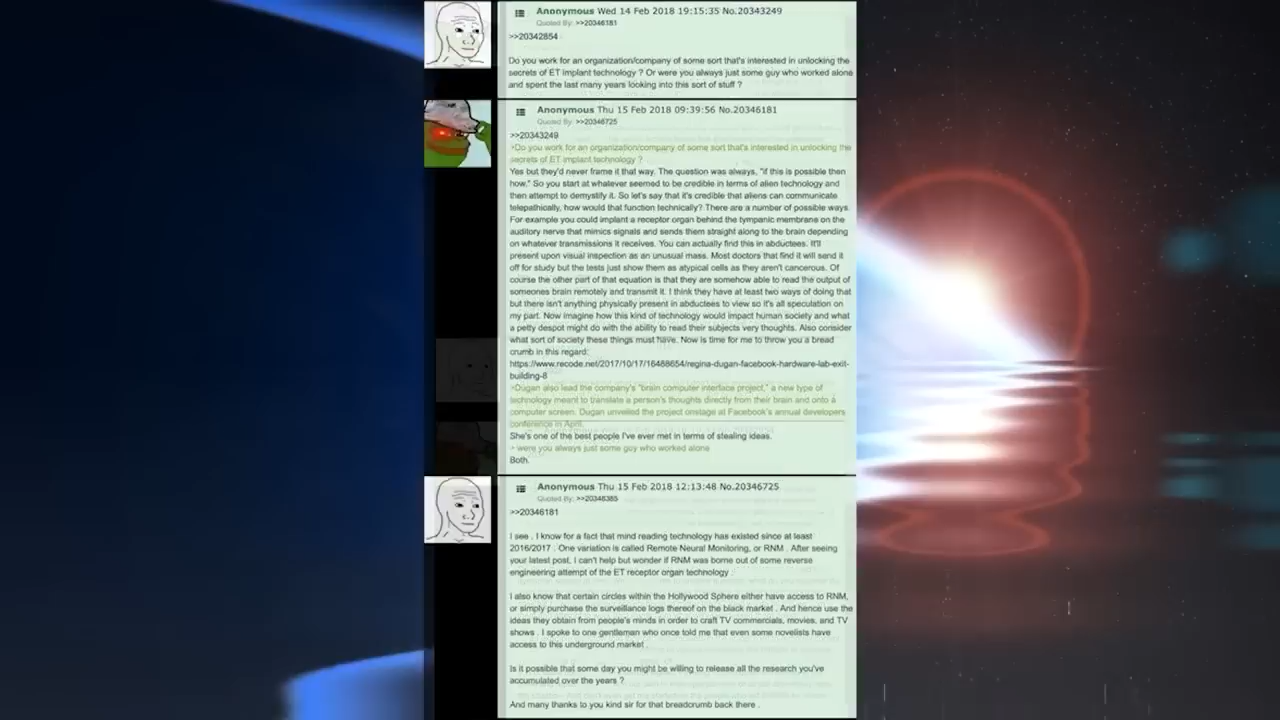 Anonymous Wed 14 Feb 2018 19:15:35 No.20343249
Quoted By: >>20346181
>>20342854
Do you work for an organization/company of some sort that's interested in unlocking the
secrets of ET implant technology ? Or were you always just some guy who worked alone
and spent the last many years looking into this sort of stuff ?
Anonymous Thu 15 Feb 2018 09:39:56 No.20346181
Quoted By: >>20346725
>>20343249
>Do you work for an organization/company of some sort that's interested in unlocking the
secrets of ET implant technology ?
Yes but they'd never frame it that way. The question was always, "if this is possible then
how." So you start at whatever seemed to be credible in terms of alien technology and
then attempt to demystify it. So let's say that it's credible that aliens can communicate
telepathically, how would that function technically? There are a number of possible ways.
For example you could implant a receptor organ behind the tympanic membrane on the
auditory nerve that mimics signals and sends them straight along to the brain depending
on whatever transmissions it receives. You can actually find this in abductees. It'll
present upon visual inspection as an unusual mass. Most doctors that find it will send it
off for study but the tests just show them as atypical cells as they aren't cancerous. Of
course the other part of that equation is that they are somehow able to read the output of
someones brain remotely and transmit it. I think they have at least two ways of doing that
but there isn't anything physically present in abductees to view so it's all speculation on
my part. Now imagine how this kind of technology would impact human society and what
a petty despot might do with the ability to read their subjects very thoughts. Also consider
what sort of society these things must have. Now is time for me to throw you a bread
crumb in this regard:
https://www.recode.net/2017/10/17/16488654/regina-dugan-facebook-hardware-lab-exit-
building-8
>Dugan also lead the company's "brain computer interface project," a new type of
technology meant to translate a person's thoughts directly from their brain and onto a
computer screen. Dugan unveiled the project onstage at Facebook's annual developers
conference in April.
She's one of the best people I've ever met in terms of stealing ideas.
> were you always just some guy who worked alone
Both.
Anonymous Thu 15 Feb 2018 12:13:48 No.20346725
Quoted By: >>20348385
>>20346181
I see . I know for a fact that mind reading technology has existed since at least
2016/2017 . One variation is called Remote Neural Monitoring, or RNM . After seeing
your latest post, I can't help but wonder if RNM was borne out of some reverse
engineering attempt of the ET receptor organ technology .
I also know that certain circles within the Hollywood Sphere either have access to RNM,
or simply purchase the surveillance logs thereof on the black market . And hence use the
ideas they obtain from people's minds in order to craft TV commercials, movies, and TV
shows . I spoke to one gentleman who once told me that even some novelists have
access to this underground market .
Is it possible that some day you might be willing to release all the research you've
accumulated over the years ?
And many thanks to you kind sir for that breadcrumb back there .